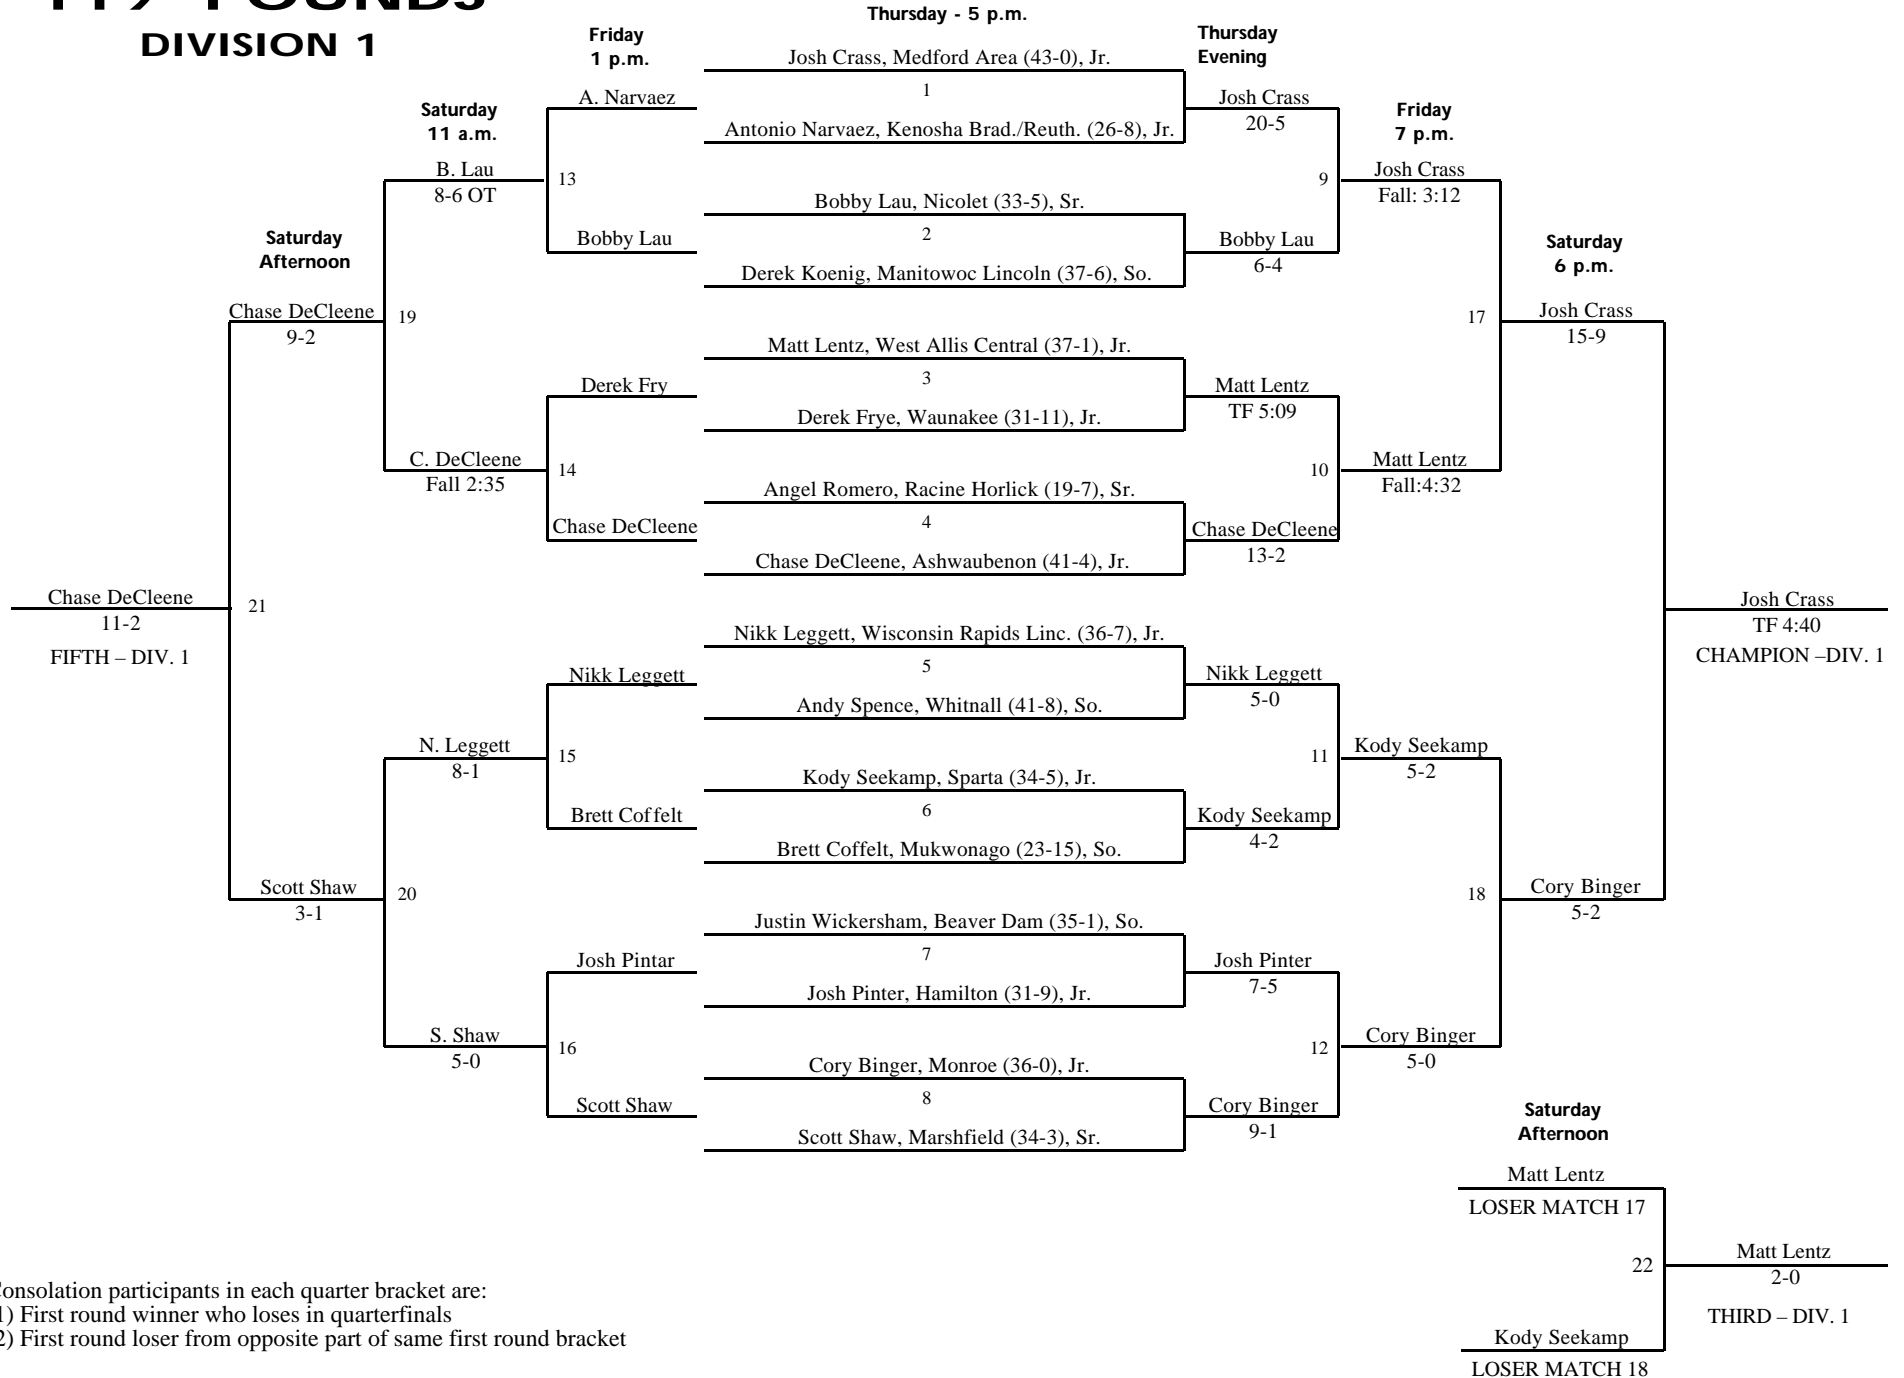 119 POUNDS
DIVISION 1
Saturday
Afternoon
Chase DeCleene
9-2
Chase DeCleene
11-2
FIFTH – DIV. 1
21
Scott Shaw
3-1
Saturday
11 a.m.
B. Lau
8-6 OT
19
C. DeCleene
Fall 2:35
N. Leggett
8-1
20
S. Shaw
5-0
Friday
1 p.m.
A. Narvaez
13
Bobby Lau
Derek Fry
14
Chase DeCleene
Nikk Leggett
15
Brett Coffelt
Josh Pintar
16
Scott Shaw
Thursday - 5 p.m.
Josh Crass, Medford Area (43-0), Jr.
1
Antonio Narvaez, Kenosha Brad./Reuth. (26-8), Jr.
Bobby Lau, Nicolet (33-5), Sr.
2
Derek Koenig, Manitowoc Lincoln (37-6), So.
Matt Lentz, West Allis Central (37-1), Jr.
3
Derek Frye, Waunakee (31-11), Jr.
Angel Romero, Racine Horlick (19-7), Sr.
4
Chase DeCleene, Ashwaubenon (41-4), Jr.
Nikk Leggett, Wisconsin Rapids Linc. (36-7), Jr.
5
Andy Spence, Whitnall (41-8), So.
Kody Seekamp, Sparta (34-5), Jr.
6
Brett Coffelt, Mukwonago (23-15), So.
Justin Wickersham, Beaver Dam (35-1), So.
7
Josh Pinter, Hamilton (31-9), Jr.
Cory Binger, Monroe (36-0), Jr.
8
Scott Shaw, Marshfield (34-3), Sr.
Thursday
Evening
Josh Crass
20-5
9
Bobby Lau
6-4
Matt Lentz
TF 5:09
10
Chase DeCleene
13-2
Nikk Leggett
5-0
11
Kody Seekamp
4-2
Josh Pinter
7-5
12
Cory Binger
9-1
Friday
7 p.m.
Josh Crass
Fall: 3:12
17
Matt Lentz
Fall:4:32
Kody Seekamp
5-2
18
Cory Binger
5-0
Saturday
6 p.m.
Josh Crass
15-9
Cory Binger
5-2
Josh Crass
TF 4:40
CHAMPION –DIV. 1
Saturday
Afternoon
Matt Lentz
LOSER MATCH 17
22
Kody Seekamp
LOSER MATCH 18
Matt Lentz
2-0
THIRD – DIV. 1
Consolation participants in each quarter bracket are:
1) First round winner who loses in quarterfinals
2) First round loser from opposite part of same first round bracket